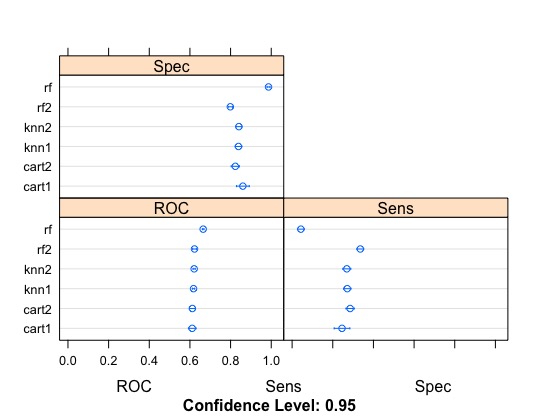 Spec
rf
rf2
knn2
knn1
cart2
cart1
ROC Sens
rf
rf2
knn2
knn1
cart2
cart1
0.0 0.2 0.4 0.6 0.8 1.0
ROC Sens Spec
Confidence Level: 0.95